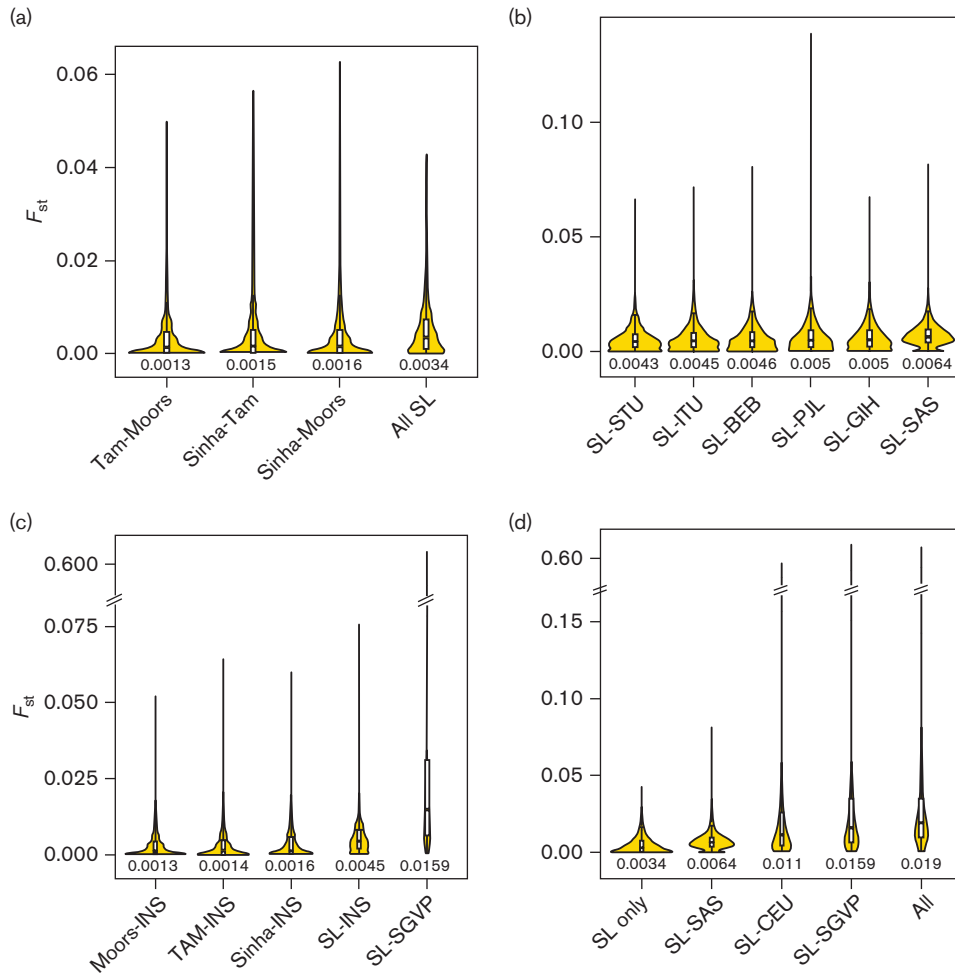 (a)
F_st
0.06
0.04
0.02
0.00
0.0013 0.0015 0.0016 0.0034
Tam-Moors Sinha-Tam Sinha-Moors All SL
(b)
0.10
0.05
0.00
0.0043 0.0045 0.0046 0.005 0.005 0.0064
SL-STU SL-ITU SL-BEB SL-PJL SL-GIH SL-SAS
(c)
F_st
0.600
0.075
0.050
0.025
0.000
0.0013 0.0014 0.0016 0.0045 0.0159
Moors-INS TAM-INS Sinha-INS SL-INS SL-SGVP
(d)
0.60
0.15
0.10
0.05
0.00
0.0034 0.0064 0.011 0.0159 0.019
SL only SL-SAS SL-CEU SL-SGVP All